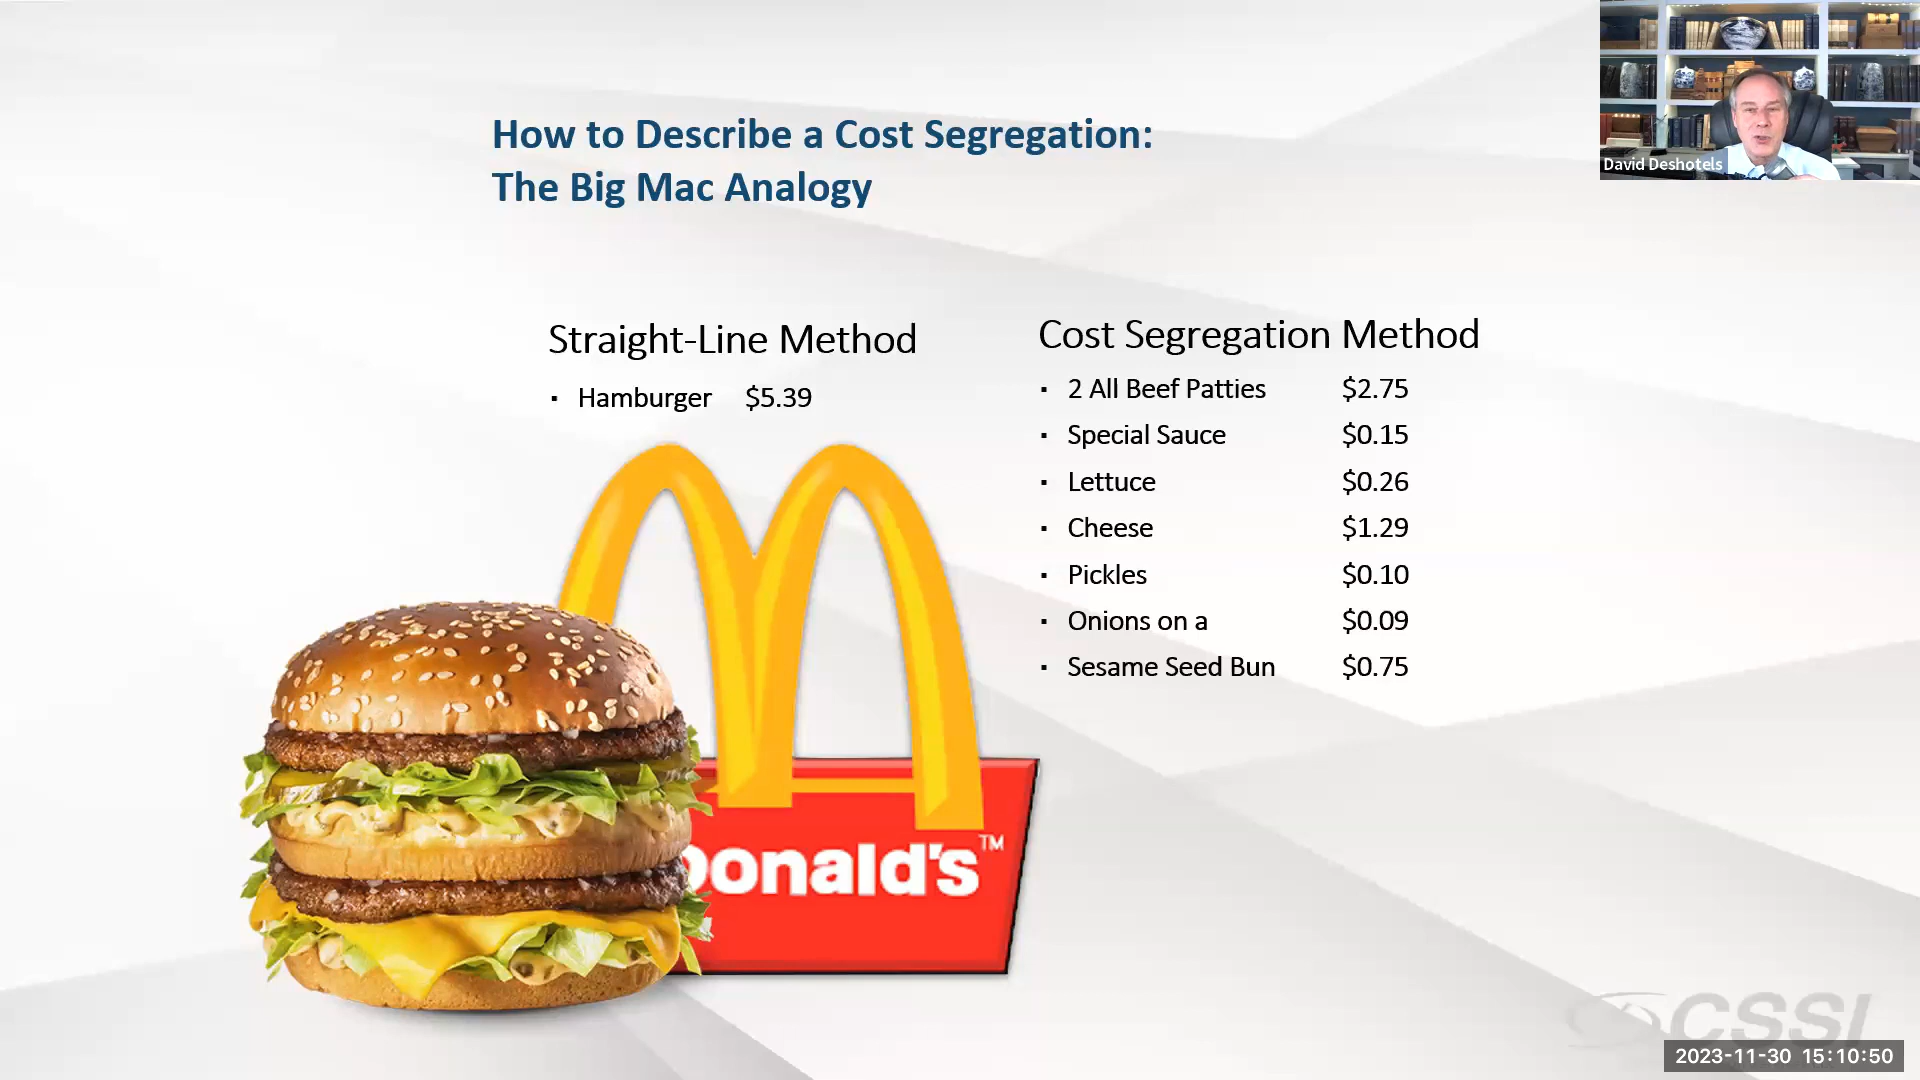 How to Describe a Cost Segregation:
The Big Mac Analogy
David Deshotels
Straight-Line Method
▪ Hamburger $5.39
Cost Segregation Method
▪ 2 All Beef Patties $2.75
▪ Special Sauce $0.15
▪ Lettuce $0.26
▪ Cheese $1.29
▪ Pickles $0.10
▪ Onions on a $0.09
▪ Sesame Seed Bun $0.75
Donald's™
CSSI
2023-11-30 15:10:50